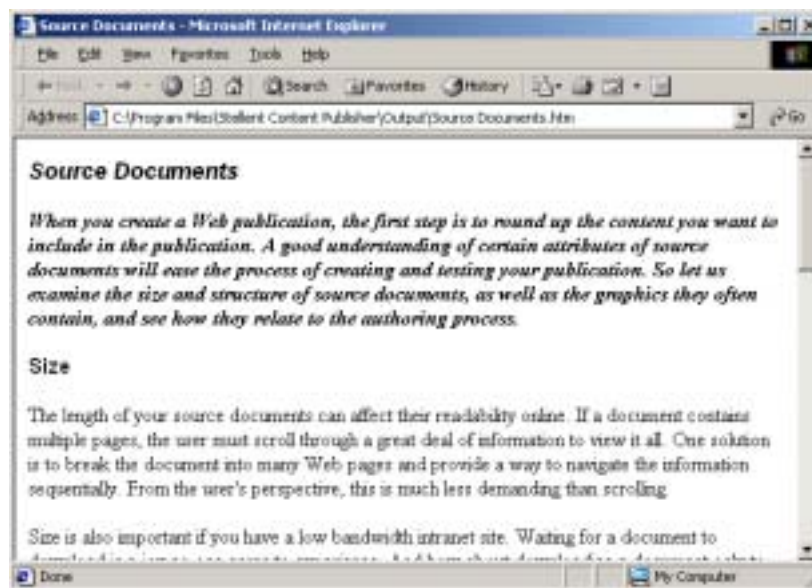 Source Documents - Microsoft Internet Explorer
File Edit View Favorites Tools Help
Search Favorites History
Address C:\Program Files\Stellent Content Publisher\Output\Source Documents.htm Go
Source Documents
When you create a Web publication, the first step is to round up the content you want to
include in the publication. A good understanding of certain attributes of source
documents will ease the process of creating and testing your publication. So let us
examine the size and structure of source documents, as well as the graphics they often
contain, and see how they relate to the authoring process.
Size
The length of your source documents can affect their readability online. If a document contains
multiple pages, the user must scroll through a great deal of information to view it all. One solution
is to break the document into many Web pages and provide a way to navigate the information
sequentially. From the user's perspective, this is much less demanding than scrolling.
Size is also important if you have a low bandwidth intranet site. Waiting for a document to
Done My Computer